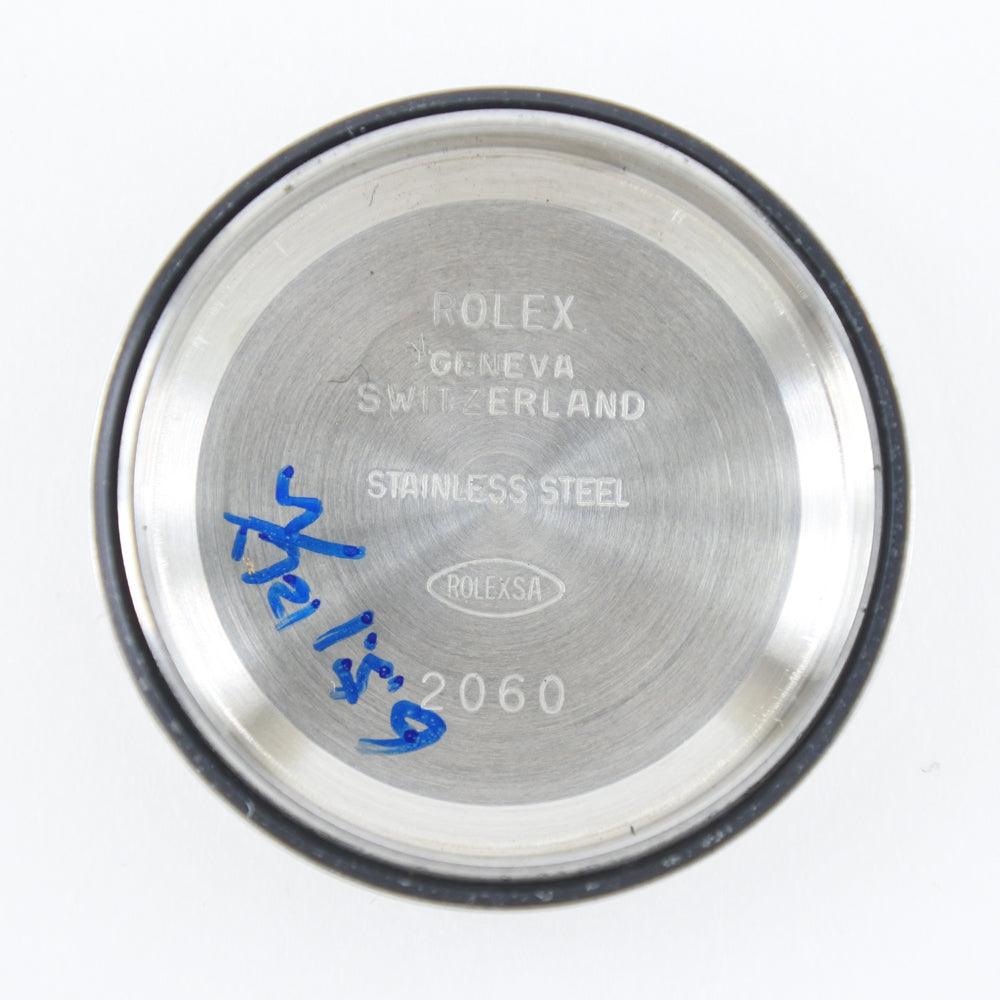 ROLEX
GENEVA
SWITZERLAND
STAINLESS STEEL
ROLEXSA
2060